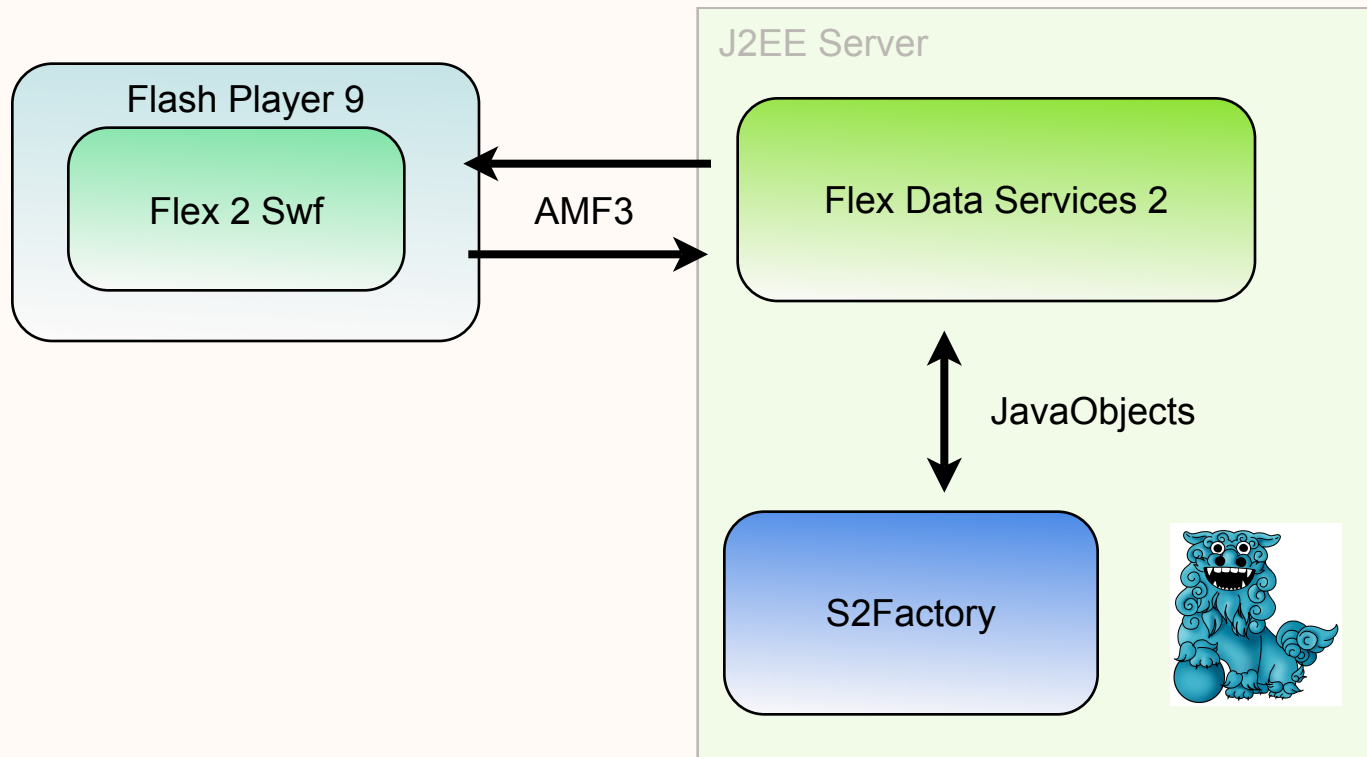 J2EE Server
Flash Player 9
Flex 2 Swf
AMF3
Flex Data Services 2
JavaObjects
S2Factory